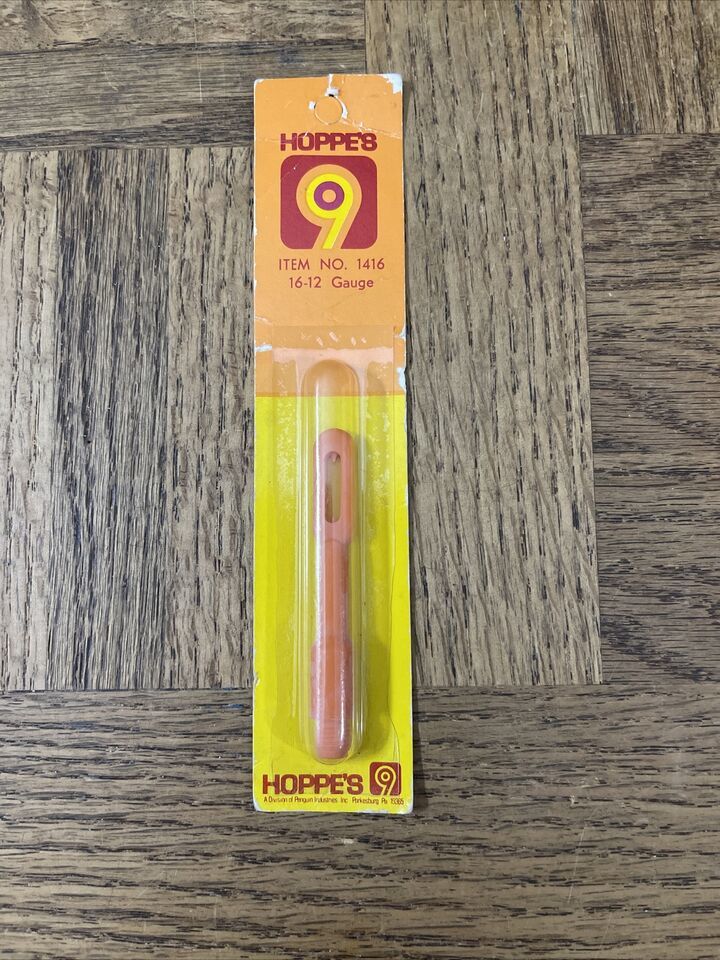 HOPPE'S
9
ITEM NO. 1416
16-12 Gauge
HOPPE'S 9
A Division of Penguin Industries, Inc. Parkesburg Pa 19365